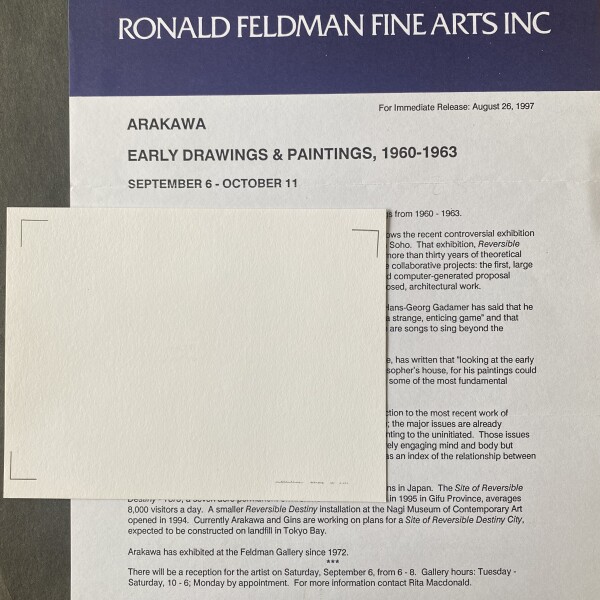 RONALD FELDMAN FINE ARTS INC
For Immediate Release: August 26, 1997
ARAKAWA
EARLY DRAWINGS & PAINTINGS, 1960-1963
SEPTEMBER 6 - OCTOBER 11
from 1960 - 1963.
the recent controversial exhibition
Soho. That exhibition, Reversible
more than thirty years of theoretical
collaborative projects: the first, large
computer-generated proposal
architectural work.
Hans-Georg Gadamer has said that he
strange, enticing game" and that
are songs to sing beyond the
has written that "looking at the early
house, for his paintings could
some of the most fundamental
to the most recent work of
the major issues are already
to the uninitiated. Those issues
engaging mind and body but
as an index of the relationship between
in Japan. The Site of Reversible
in 1995 in Gifu Province, averages
8,000 visitors a day. A smaller Reversible Destiny installation at the Nagi Museum of Contemporary Art
opened in 1994. Currently Arakawa and Gins are working on plans for a Site of Reversible Destiny City,
expected to be constructed on landfill in Tokyo Bay.
Arakawa has exhibited at the Feldman Gallery since 1972.
***
There will be a reception for the artist on Saturday, September 6, from 6 - 8. Gallery hours: Tuesday -
Saturday, 10 - 6; Monday by appointment. For more information contact Rita Macdonald.